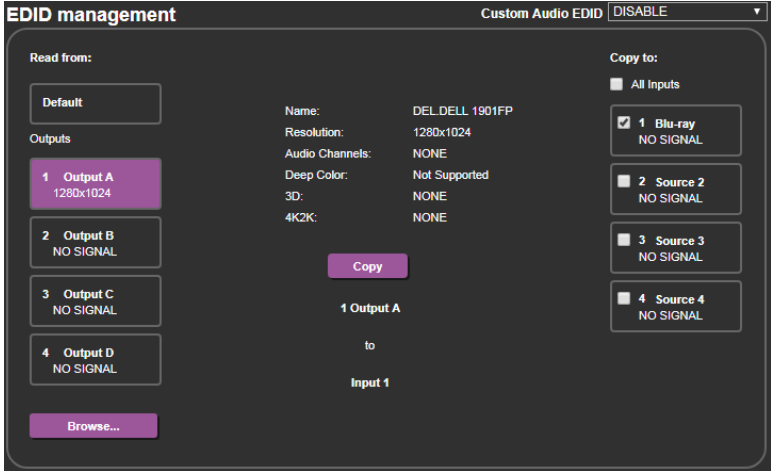 EDID management
Custom Audio EDID DISABLE
Read from:
Default
Outputs
1 Output A
1280x1024
2 Output B
NO SIGNAL
3 Output C
NO SIGNAL
4 Output D
NO SIGNAL
Browse...
Name: DEL.DELL 1901FP
Resolution: 1280x1024
Audio Channels: NONE
Deep Color: Not Supported
3D: NONE
4K2K: NONE
Copy
1 Output A
to
Input 1
Copy to:
All Inputs
1 Blu-ray
NO SIGNAL
2 Source 2
NO SIGNAL
3 Source 3
NO SIGNAL
4 Source 4
NO SIGNAL